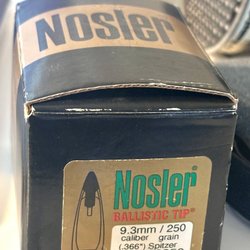 Nosler
Nosler
BALLISTIC TIP®
9.3mm / 250
caliber grain
(.366") Spitzer